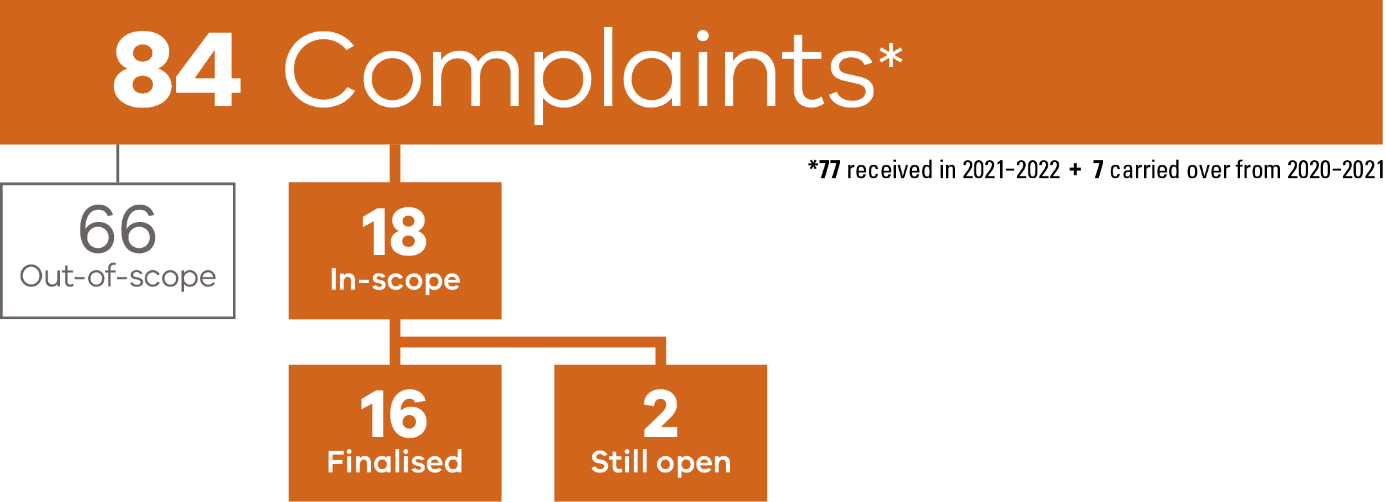 84 Complaints*
*77 received in 2021–2022 + 7 carried over from 2020–2021
66
Out-of-scope
18
In-scope
16
Finalised
2
Still open